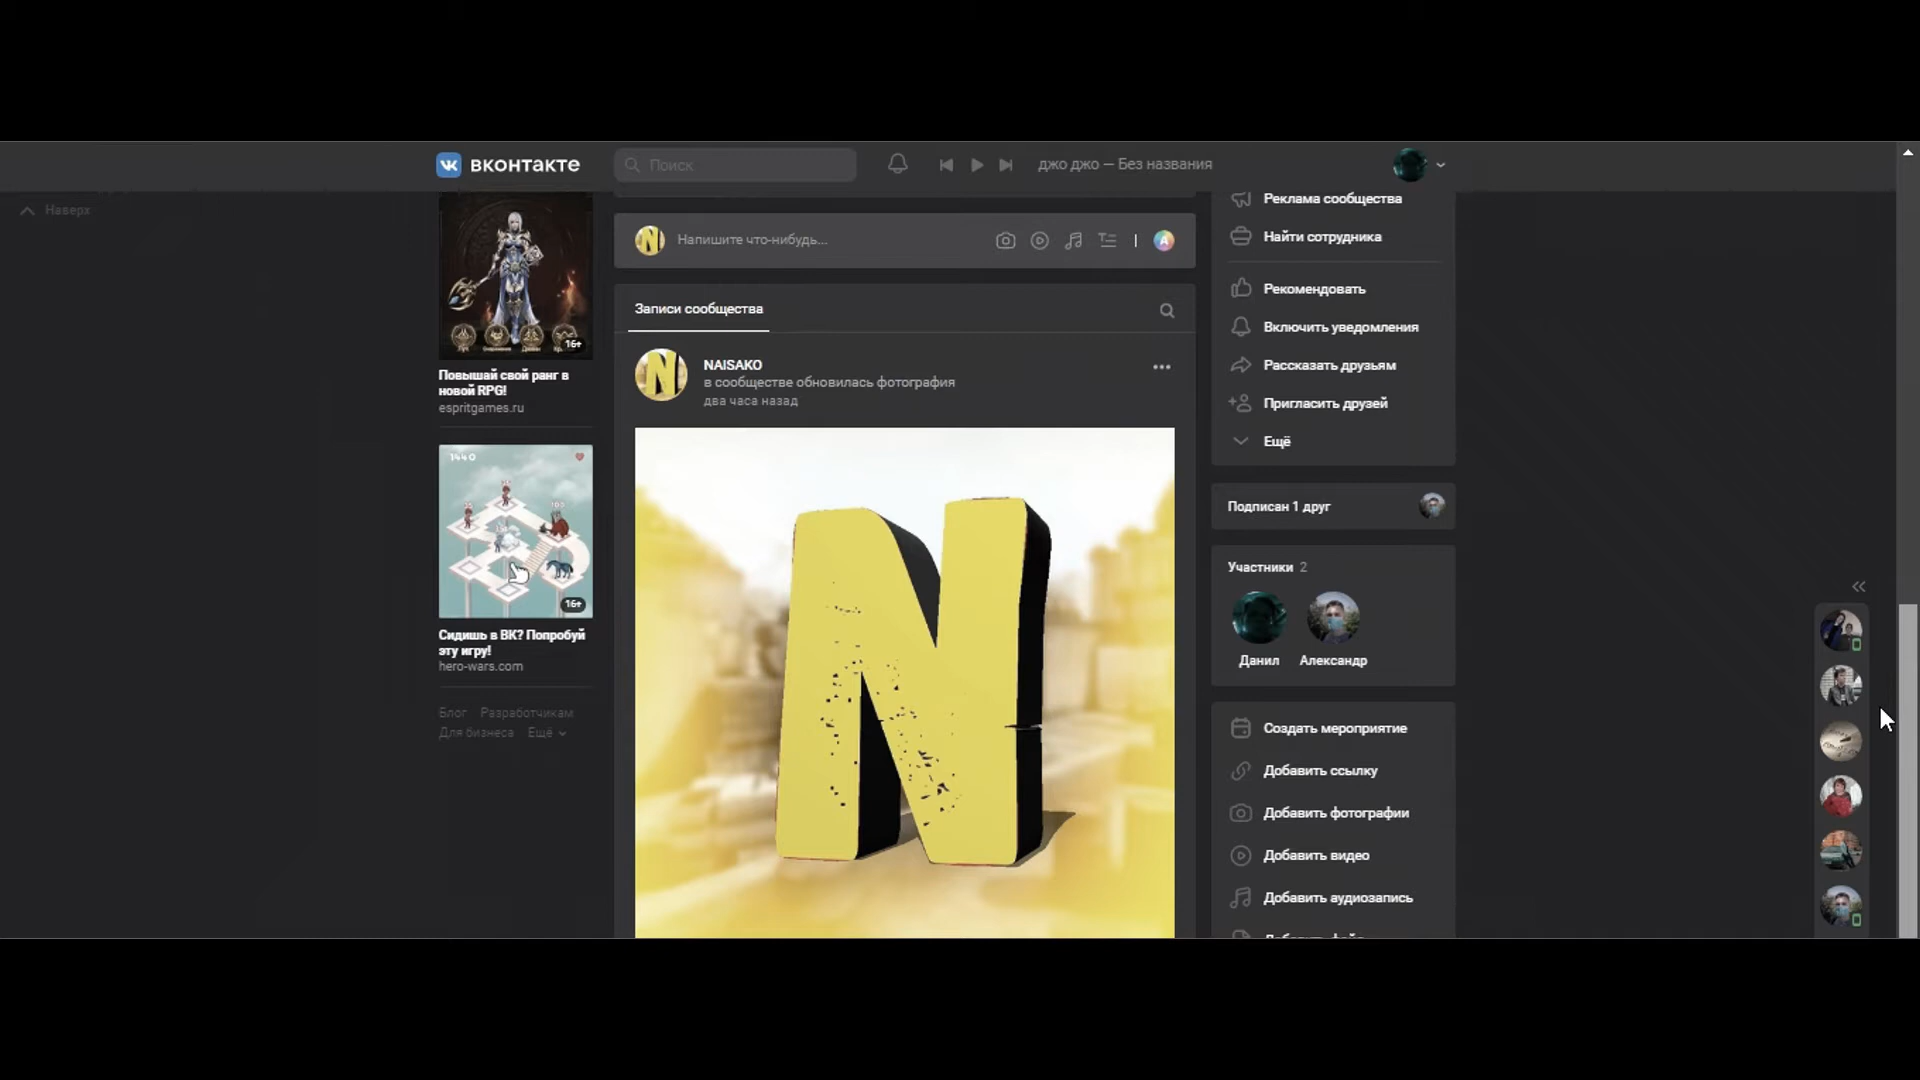 вконтакте
Поиск
джо джо — Без названия
Наверх
16+
Повышай свой ранг в
новой RPG!
espritgames.ru
1440
16+
Сидишь в ВК? Попробуй
эту игру!
hero-wars.com
Блог Разработчикам
Для бизнеса Ещё
Напишите что-нибудь...
Записи сообщества
NAISAKO
в сообществе обновилась фотография
два часа назад
N
Реклама сообщества
Найти сотрудника
Рекомендовать
Включить уведомления
Рассказать друзьям
Пригласить друзей
Ещё
Подписан 1 друг
Участники 2
Данил Александр
Создать мероприятие
Добавить ссылку
Добавить фотографии
Добавить видео
Добавить аудиозапись